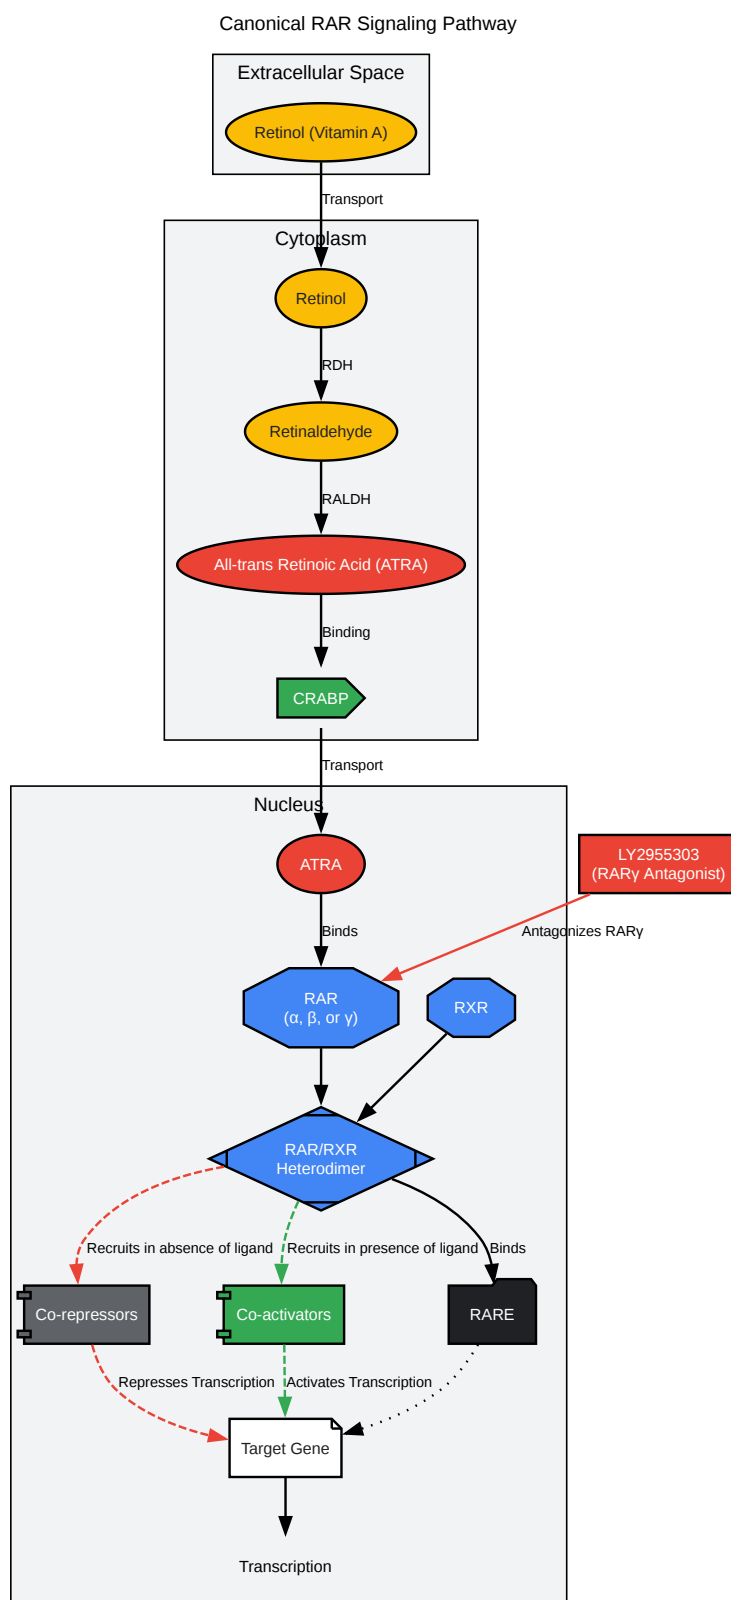 Canonical RAR Signaling Pathway
Extracellular Space
Retinol (Vitamin A)
Transport
Cytoplasm
Retinol
RDH
Retinaldehyde
RALDH
All-trans Retinoic Acid (ATRA)
Binding
CRABP
Transport
Nucleus
ATRA
LY2955303
(RARγ Antagonist)
Binds
Antagonizes RARγ
RAR
(α, β, or γ)
RXR
RAR/RXR
Heterodimer
Recruits in absence of ligand
Recruits in presence of ligand
Binds
Co-repressors
Co-activators
RARE
Represses Transcription
Activates Transcription
Target Gene
Transcription